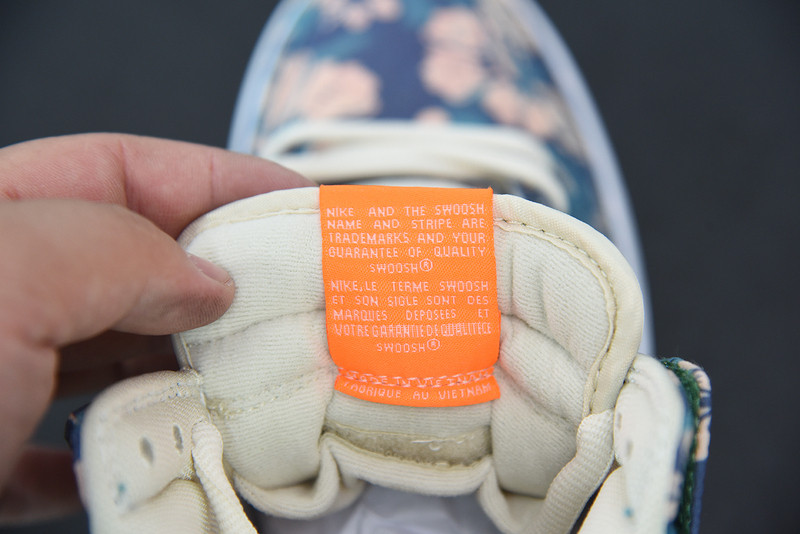 NIKE AND THE SWOOSH
NAME AND STRIPE ARE
TRADEMARKS AND YOUR
GUARANTEE OF QUALITY
SWOOSH®
NIKE, LE TERME SWOOSH
ET SON SIGLE SONT DES
MARQUES DEPOSEES ET
VOTRE GARANTIE DE QUALITECE
SWOOSH®
FABRIQUE AU VIETNAM